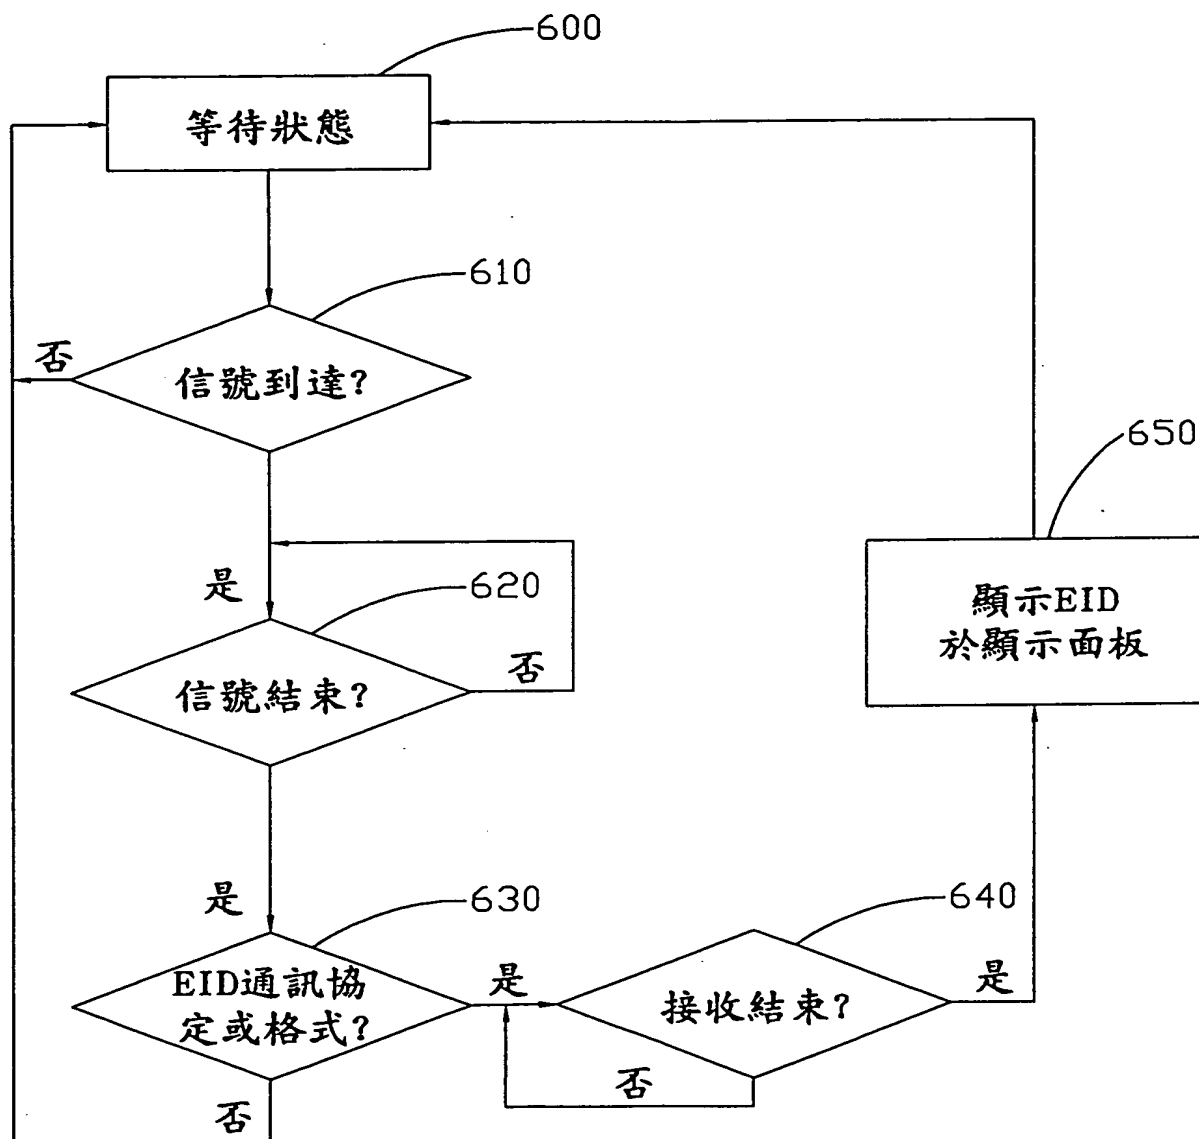 600
等待狀態
610
否
信號到達?
650
是
620
顯示EID
於顯示面板
信號結束?
否
是
630
640
EID通訊協
定或格式?
是
接收結束?
是
否
否